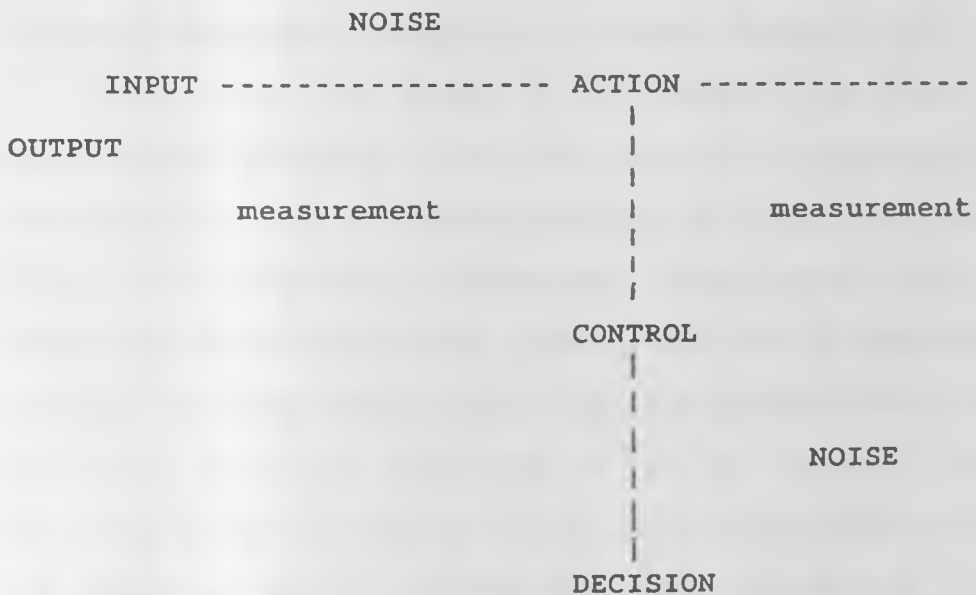 NOISE
INPUT ----------------- ACTION --------------
OUTPUT
measurement measurement
CONTROL
NOISE
DECISION